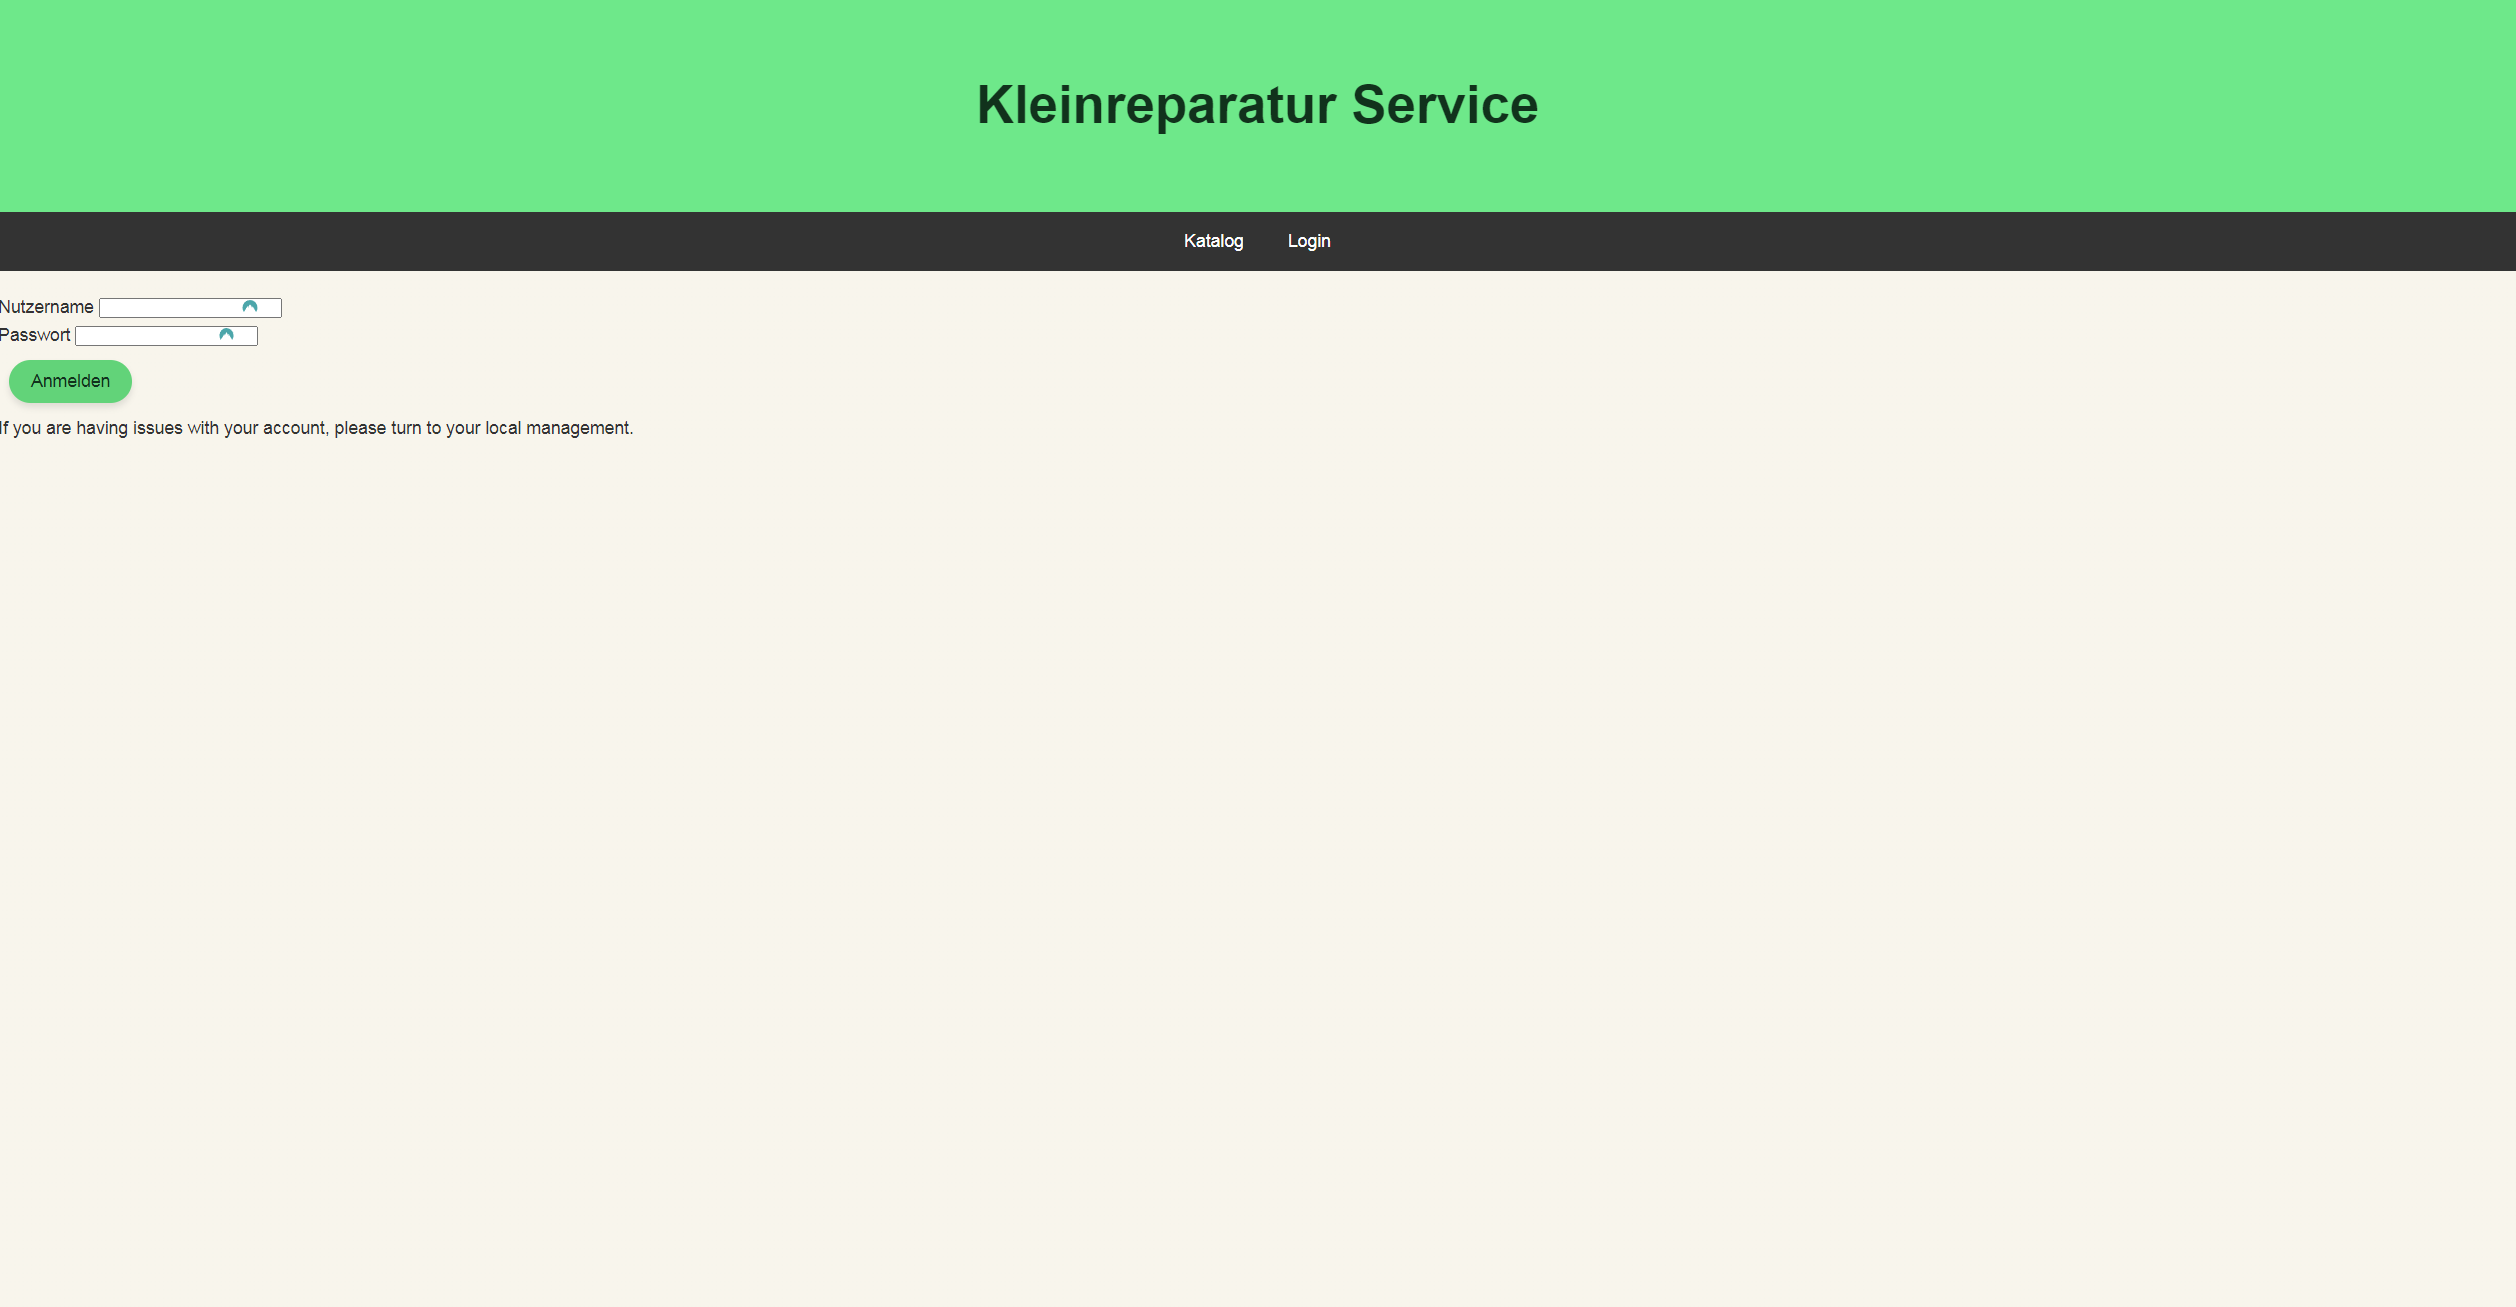 Kleinreparatur Service
Katalog Login
Nutzername
Passwort
Anmelden
If you are having issues with your account, please turn to your local management.